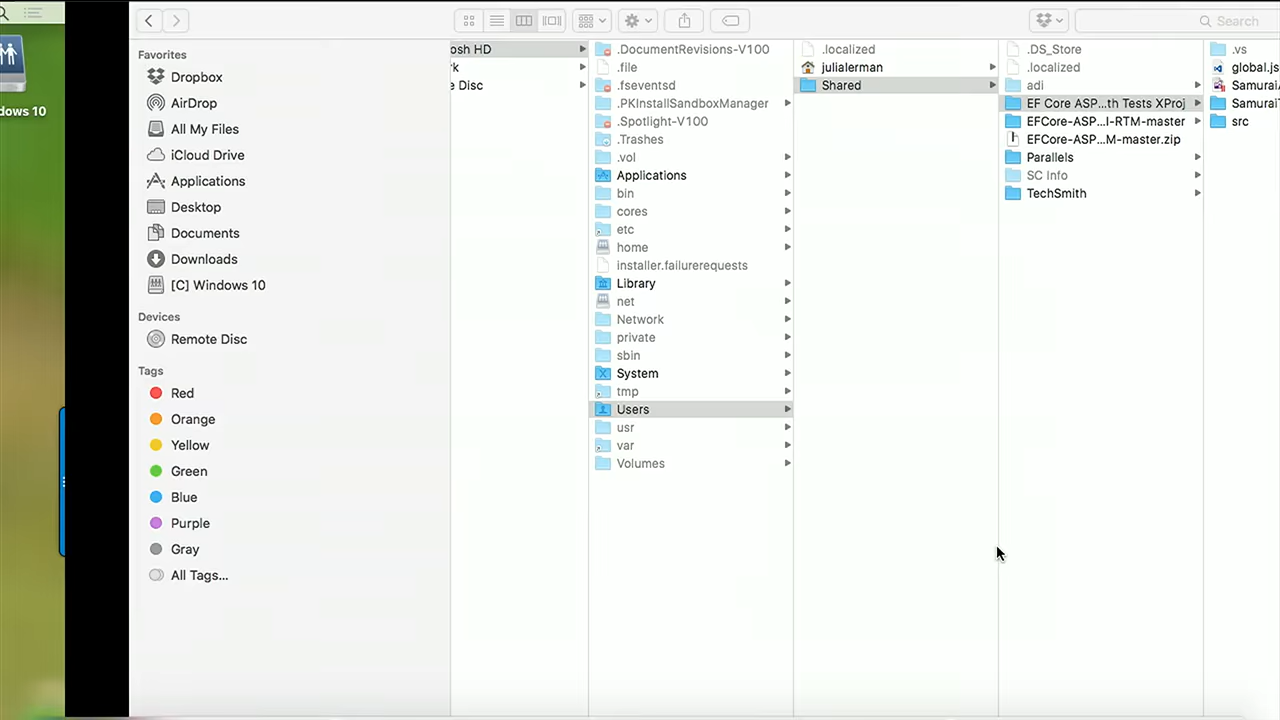 Search
dows 10
Favorites
Dropbox
AirDrop
All My Files
iCloud Drive
Applications
Desktop
Documents
Downloads
[C] Windows 10
Devices
Remote Disc
Tags
Red
Orange
Yellow
Green
Blue
Purple
Gray
All Tags...
osh HD
k
e Disc
.DocumentRevisions-V100
.file
.fseventsd
.PKInstallSandboxManager
.Spotlight-V100
.Trashes
.vol
Applications
bin
cores
etc
home
installer.failurerequests
Library
net
Network
private
sbin
System
tmp
Users
usr
var
Volumes
.localized
julialerman
Shared
.DS_Store
.localized
adi
EF Core ASP...th Tests XProj
EFCore-ASP...I-RTM-master
EFCore-ASP...M-master.zip
Parallels
SC Info
TechSmith
.vs
global.js
Samurai
Samurai
src